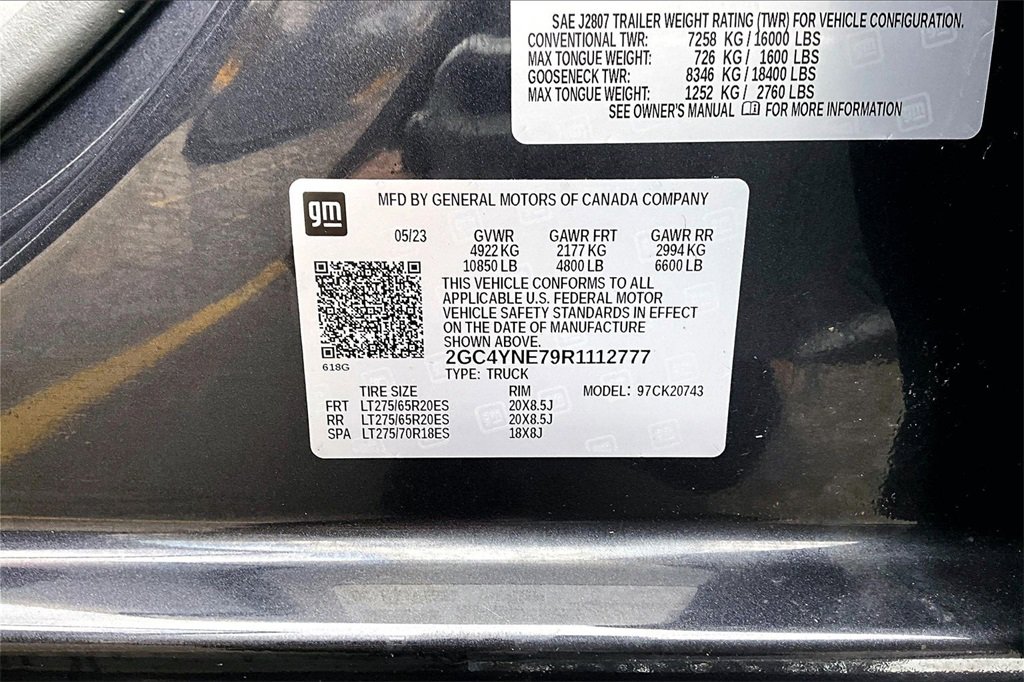 SAE J2807 TRAILER WEIGHT RATING (TWR) FOR VEHICLE CONFIGURATION.
CONVENTIONAL TWR: 7258 KG / 16000 LBS
MAX TONGUE WEIGHT: 726 KG / 1600 LBS
GOOSENECK TWR: 8346 KG / 18400 LBS
MAX TONGUE WEIGHT: 1252 KG / 2760 LBS
SEE OWNER'S MANUAL FOR MORE INFORMATION
gm
MFD BY GENERAL MOTORS OF CANADA COMPANY
05/23 GVWR GAWR FRT GAWR RR
4922 KG 2177 KG 2994 KG
10850 LB 4800 LB 6600 LB
THIS VEHICLE CONFORMS TO ALL
APPLICABLE U.S. FEDERAL MOTOR
VEHICLE SAFETY STANDARDS IN EFFECT
ON THE DATE OF MANUFACTURE
SHOWN ABOVE.
2GC4YNE79R1112777
618G
TYPE: TRUCK
TIRE SIZE RIM MODEL: 97CK20743
FRT LT275/65R20ES 20X8.5J
RR LT275/65R20ES 20X8.5J
SPA LT275/70R18ES 18X8J